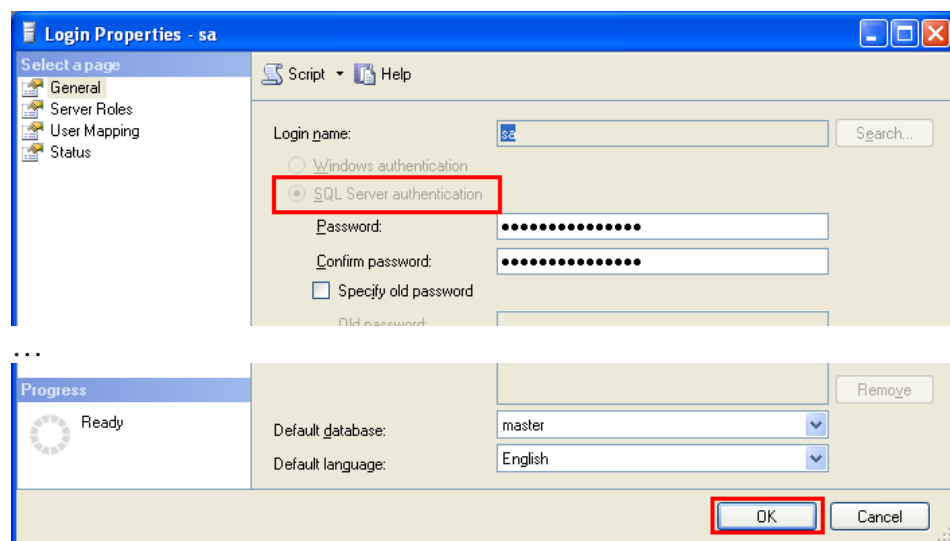 Login Properties - sa
Select a page
General
Server Roles
User Mapping
Status
Script Help
Login name: sa Search...
Windows authentication
SQL Server authentication
Password: ●●●●●●●●●●●●●●●
Confirm password: ●●●●●●●●●●●●●●●
Specify old password
Old password:
...
Progress
Ready
Remove
Default database: master
Default language: English
OK Cancel